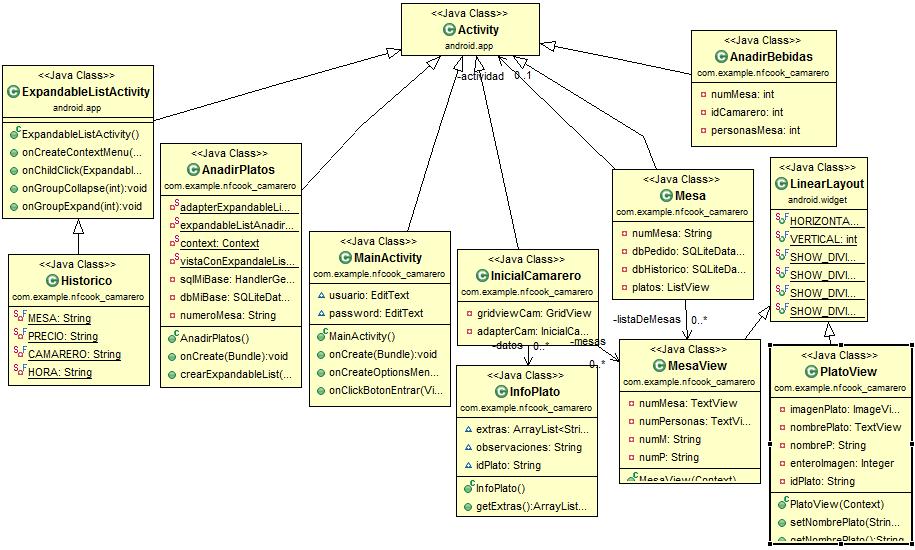 <<Java Class>>
Activity
android.app
<<Java Class>>
AnadirBebidas
com.example.nfcook_camarero
numMesa: int
idCamarero: int
personasMesa: int
<<Java Class>>
ExpandableListActivity
android.app
ExpandableListActivity()
onCreateContextMenu(...
onChildClick(Expandabl...
onGroupCollapse(int):void
onGroupExpand(int):void
-actividad
0..1
<<Java Class>>
AnadirPlatos
com.example.nfcook_camarero
adapterExpandableLi...
expandableListAnadir...
context: Context
vistaConExpandaleLis...
sqlMiBase: HandlerGe...
dbMiBase: SQLiteDat...
numeroMesa: String
AnadirPlatos()
onCreate(Bundle):void
crearExpandableList(...
<<Java Class>>
Mesa
com.example.nfcook_camarero
numMesa: String
dbPedido: SQLiteData...
dbHistorico: SQLiteDa...
platos: ListView
<<Java Class>>
LinearLayout
android.widget
HORIZONTA...
VERTICAL: int
SHOW_DIVI...
SHOW_DIVI...
SHOW_DIVI...
SHOW_DIVI...
<<Java Class>>
Historico
com.example.nfcook_camarero
MESA: String
PRECIO: String
CAMARERO: String
HORA: String
<<Java Class>>
MainActivity
com.example.nfcook_camarero
usuario: EditText
password: EditText
MainActivity()
onCreate(Bundle):void
onCreateOptionsMen...
onClickBotonEntrar(Vi...
<<Java Class>>
InicialCamarero
com.example.nfcook_camarero
gridviewCam: GridView
adapterCam: InicialCa...
-datos
0..*
-mesas
0..*
-listaDeMesas
0..*
<<Java Class>>
InfoPlato
com.example.nfcook_camarero
extras: ArrayList<Stri...
observaciones: String
idPlato: String
InfoPlato()
getExtras():ArrayList...
<<Java Class>>
MesaView
com.example.nfcook_camarero
numMesa: TextView
numPersonas: TextVi...
numM: String
numP: String
MesaView(Context)
<<Java Class>>
PlatoView
com.example.nfcook_camarero
imagenPlato: ImageVi...
nombrePlato: TextView
nombreP: String
enteroImagen: Integer
idPlato: String
PlatoView(Context)
setNombrePlato(Strin...
getNombrePlato():String